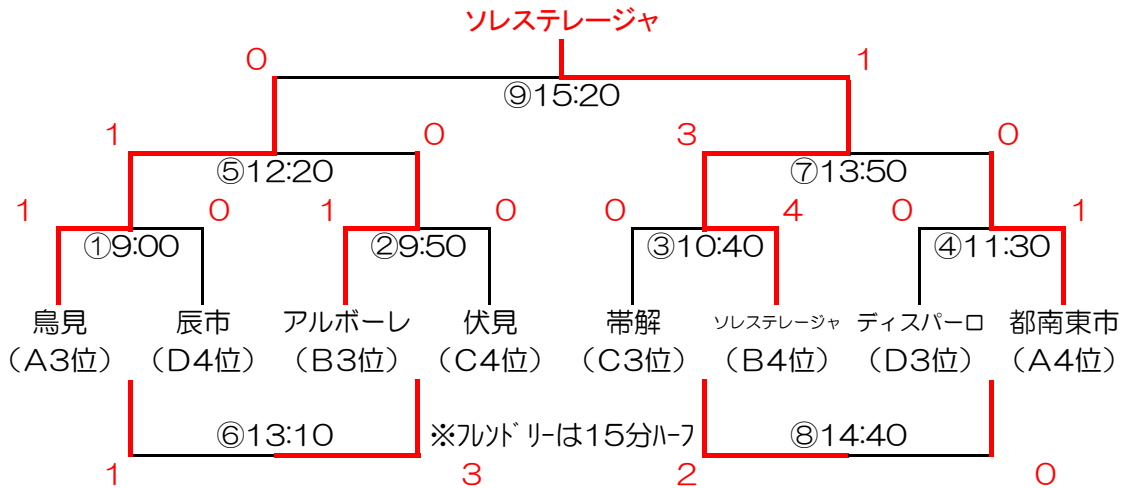 ソレステレージャ
0 1
⑨15:20
1 0 3 0
⑤12:20 ⑦13:50
1 0 1 0 0 4 0 1
①9:00 ②9:50 ③10:40 ④11:30
鳥見 辰市 アルボーレ 伏見 帯解 ソレステレージャ ディスパーロ 都南東市
（A3位） （D4位） （B3位） （C4位） （C3位） （B4位） （D3位） （A4位）
⑥13:10 ※フレンドリーは15分ハーフ ⑧14:40
1 3 2 0